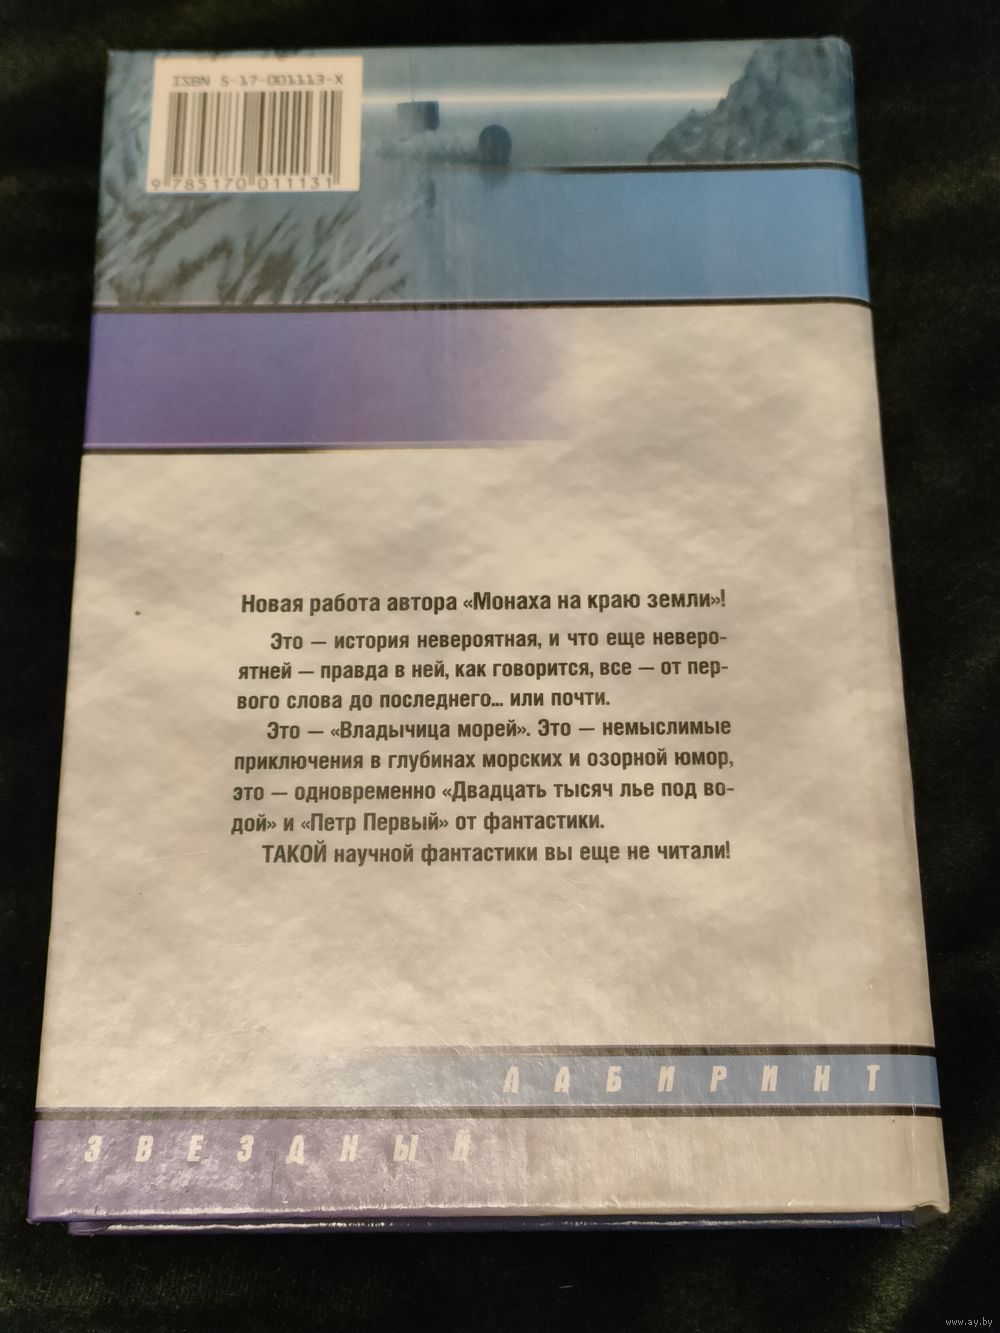 ISBN 5-17-001113-X
9 785170 011131
Новая работа автора «Монаха на краю земли»!
Это — история невероятная, и что еще неверо-
ятней — правда в ней, как говорится, все — от пер-
вого слова до последнего... или почти.
Это — «Владычица морей». Это — немыслимые
приключения в глубинах морских и озорной юмор,
это — одновременно «Двадцать тысяч лье под во-
дой» и «Петр Первый» от фантастики.
ТАКОЙ научной фантастики вы еще не читали!
ЛАБИРИНТ
ЗВЕЗДНЫЙ
www.ay.by